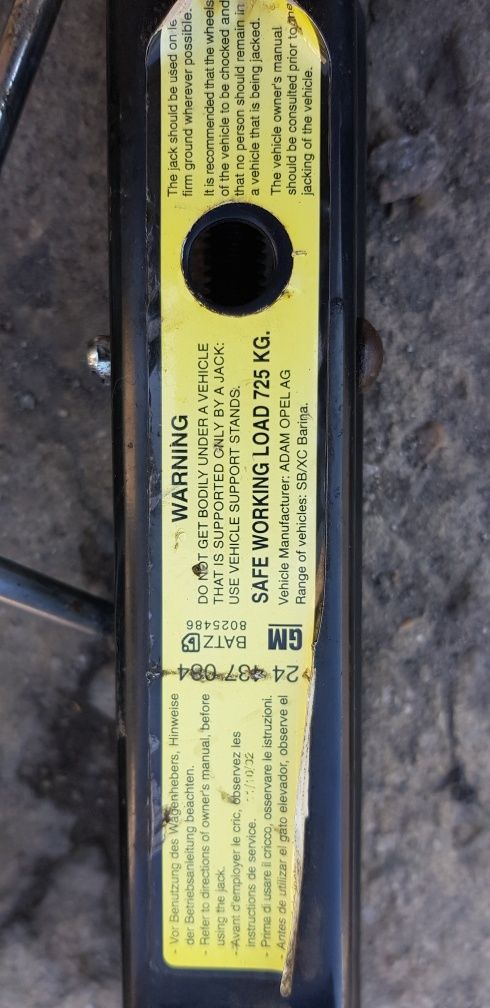 - Vor Benutzung des Wagenhebers, Hinweise
der Betriebsanleitung beachten.
- Refer to directions of owner's manual, before
using the jack.
- Avant d'employer le cric, observez les
instructions de service.
- Prima di usare il cricco, osservare le istruzioni.
- Antes de utilizar el gato elevador, observe el
24 437 084
BATZ
8025486
GM
WARNING
DO NOT GET BODILY UNDER A VEHICLE
THAT IS SUPPORTED ONLY BY A JACK:
USE VEHICLE SUPPORT STANDS.
SAFE WORKING LOAD 725 KG.
Vehicle Manufacturer: ADAM OPEL AG
Range of vehicles: SB/XC Barina.
The jack should be used on
firm ground wherever possible.
It is recommended that the wheels
of the vehicle to be chocked and
that no person should remain in
a vehicle that is being jacked.
The vehicle owner's manual
should be consulted prior to the
jacking of the vehicle.